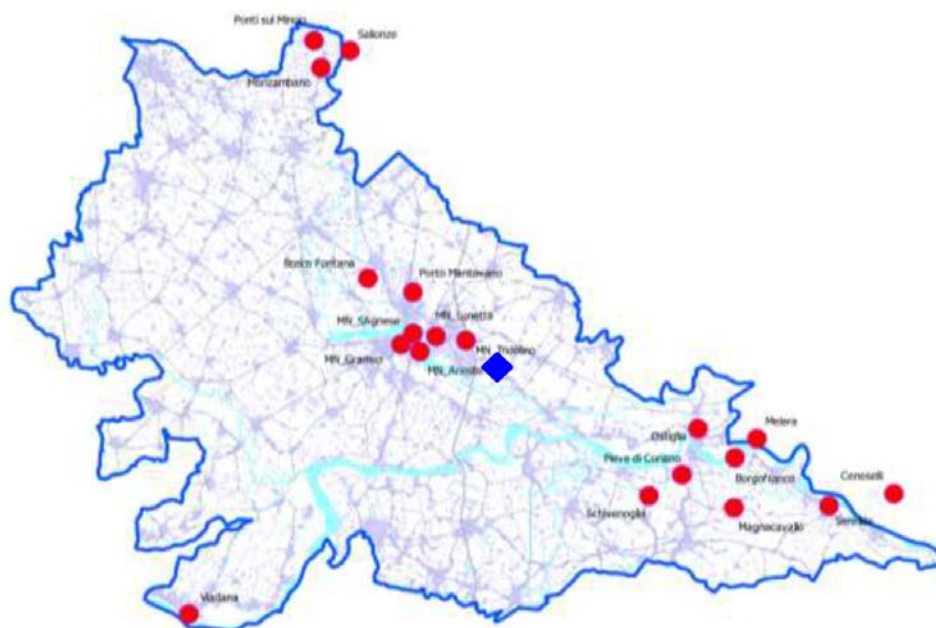 Ponti sul Mincio
Salionze
Monzambano
Bosco Fontana
Porto Mantovano
MN_SAgnese
MN_Lunetta
MN_Gramsci
MN_Ariosto
MN_Tridolino
Ostiglia
Melara
Pieve di Coriano
Borgofranco
Ceneselli
Schivenoglia
Magnacavallo
Sermide
Viadana